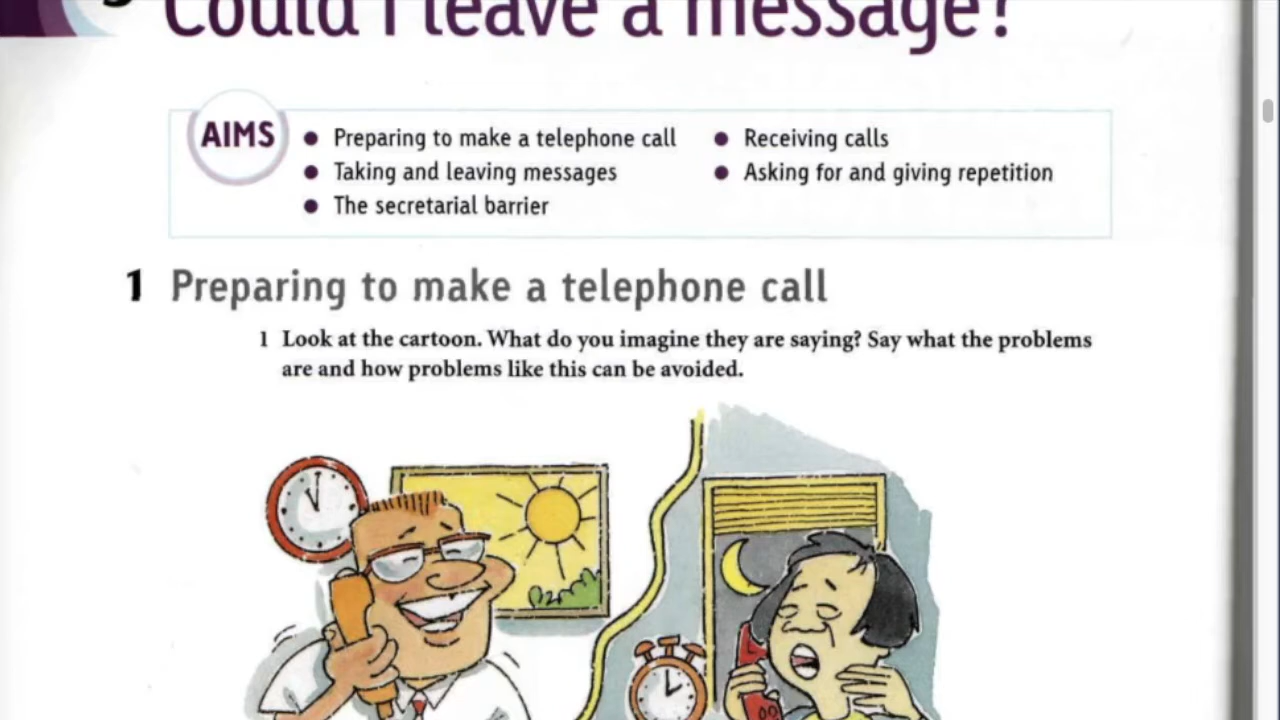 Could I leave a message?
AIMS
● Preparing to make a telephone call
● Taking and leaving messages
● The secretarial barrier
● Receiving calls
● Asking for and giving repetition
1 Preparing to make a telephone call
1 Look at the cartoon. What do you imagine they are saying? Say what the problems
are and how problems like this can be avoided.